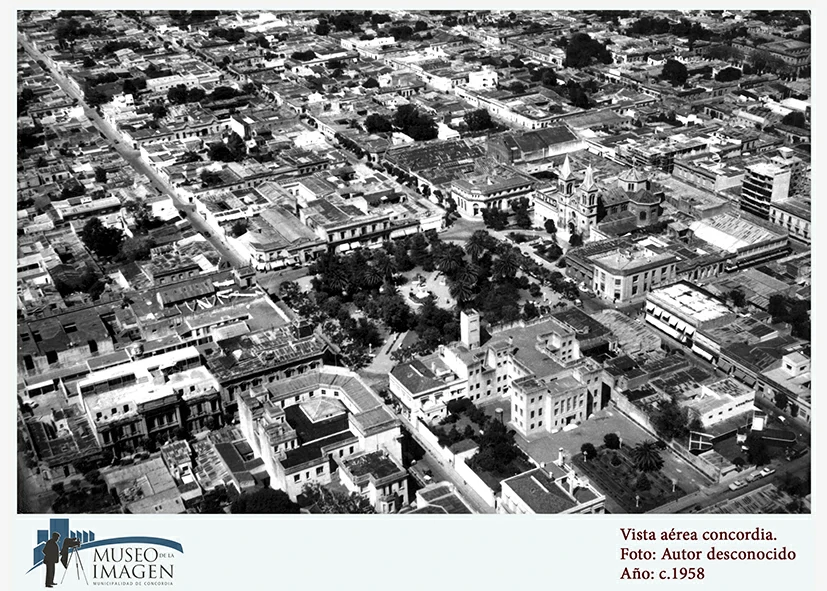 MUSEO DE LA
IMAGEN
MUNICIPALIDAD DE CONCORDIA
Vista aérea concordia.
Foto: Autor desconocido
Año: c.1958